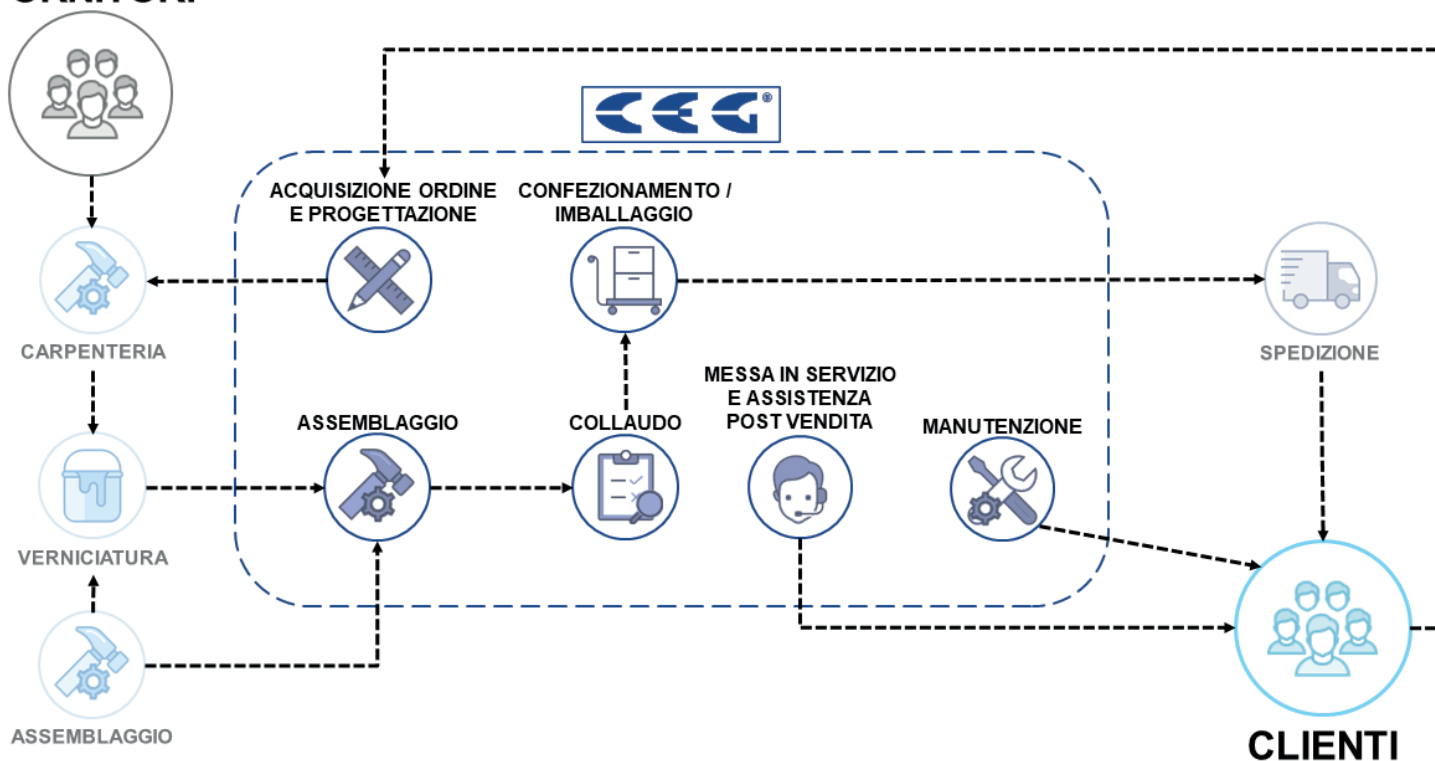 CEG®
ACQUISIZIONE ORDINE
E PROGETTAZIONE
CONFEZIONAMENTO /
IMBALLAGGIO
CARPENTERIA
SPEDIZIONE
MESSA IN SERVIZIO
E ASSISTENZA
POST VENDITA
ASSEMBLAGGIO
COLLAUDO
MANUTENZIONE
VERNICIATURA
ASSEMBLAGGIO
CLIENTI